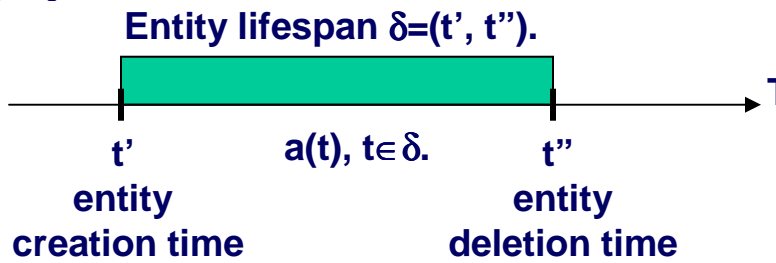 Entity lifespan δ=(t’, t”).
T
t’ a(t), t∈δ. t”
entity entity
creation time deletion time